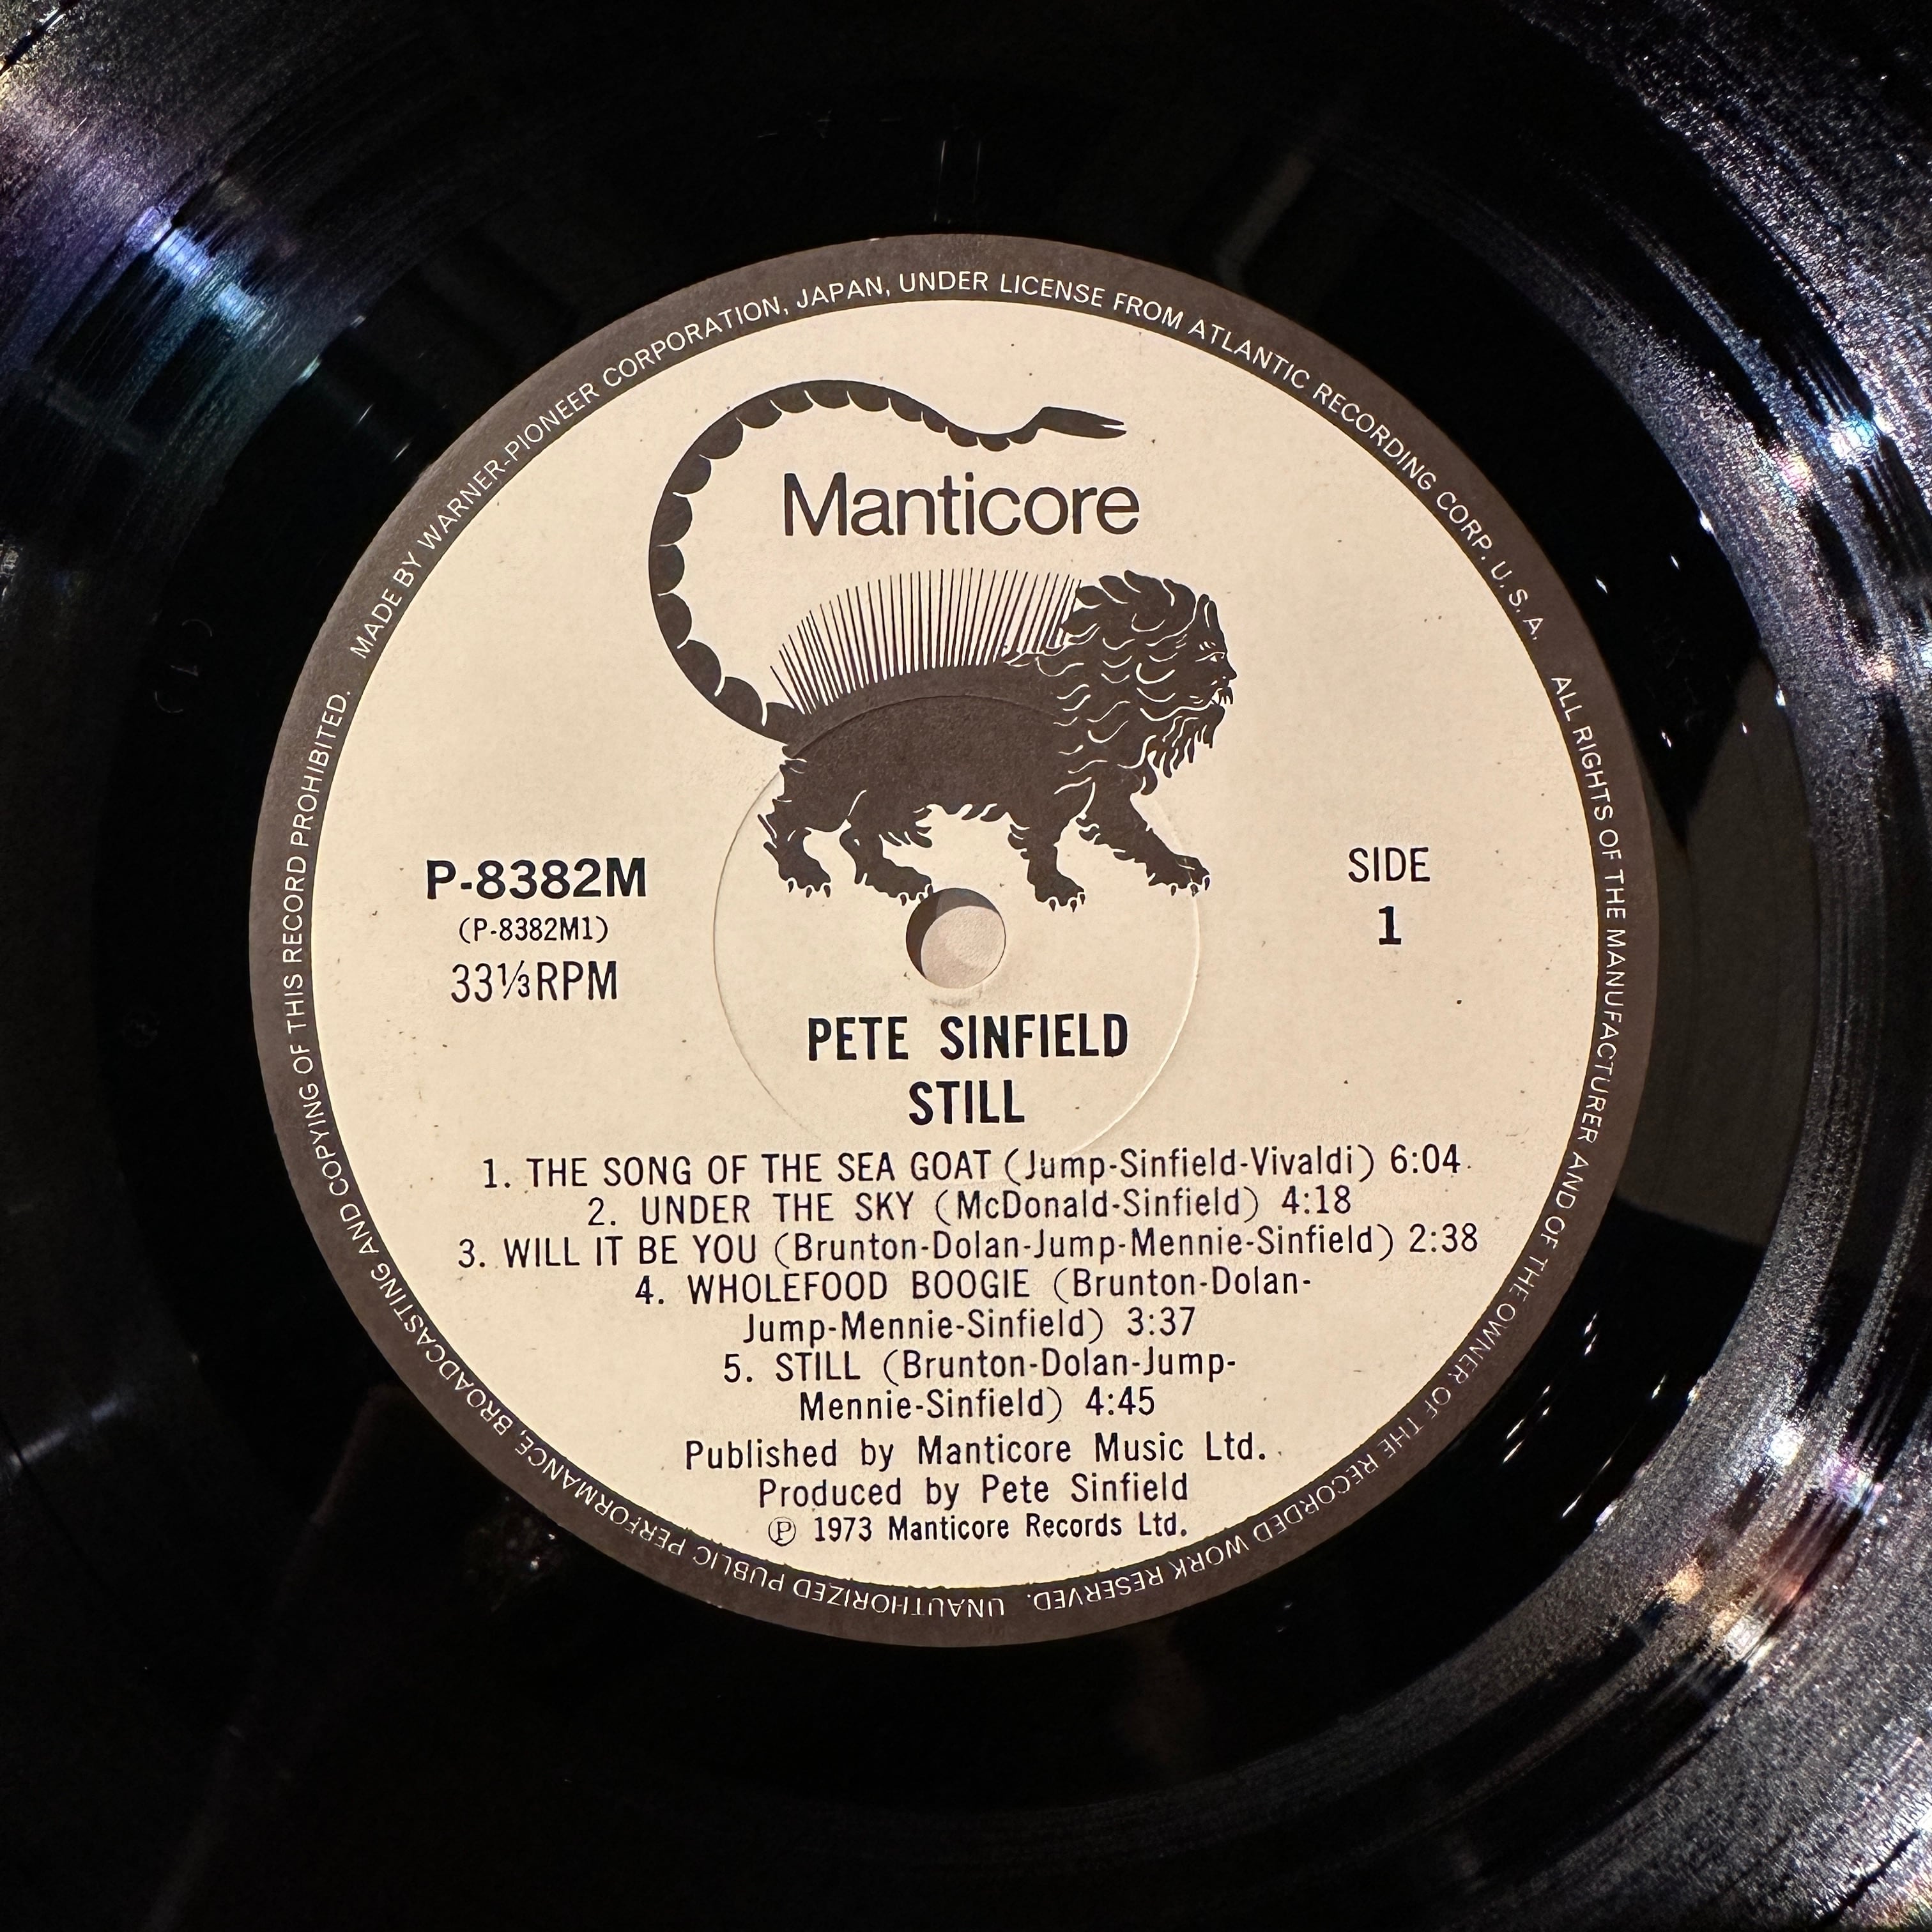 MADE BY WARNER-PIONEER CORPORATION, JAPAN, UNDER LICENSE FROM ATLANTIC RECORDING CORP. U.S.A. ALL RIGHTS OF THE MANUFACTURER AND OF THE OWNER OF THE RECORDED WORK RESERVED. UNAUTHORIZED PUBLIC PERFORMANCE, BROADCASTING AND COPYING OF THIS RECORD PROHIBITED.
Manticore
P-8382M
(P-8382M1)
33⅓RPM
SIDE
1
PETE SINFIELD
STILL
1. THE SONG OF THE SEA GOAT (Jump-Sinfield-Vivaldi) 6:04
2. UNDER THE SKY (McDonald-Sinfield) 4:18
3. WILL IT BE YOU (Brunton-Dolan-Jump-Mennie-Sinfield) 2:38
4. WHOLEFOOD BOOGIE (Brunton-Dolan-
Jump-Mennie-Sinfield) 3:37
5. STILL (Brunton-Dolan-Jump-
Mennie-Sinfield) 4:45
Published by Manticore Music Ltd.
Produced by Pete Sinfield
Ⓟ 1973 Manticore Records Ltd.